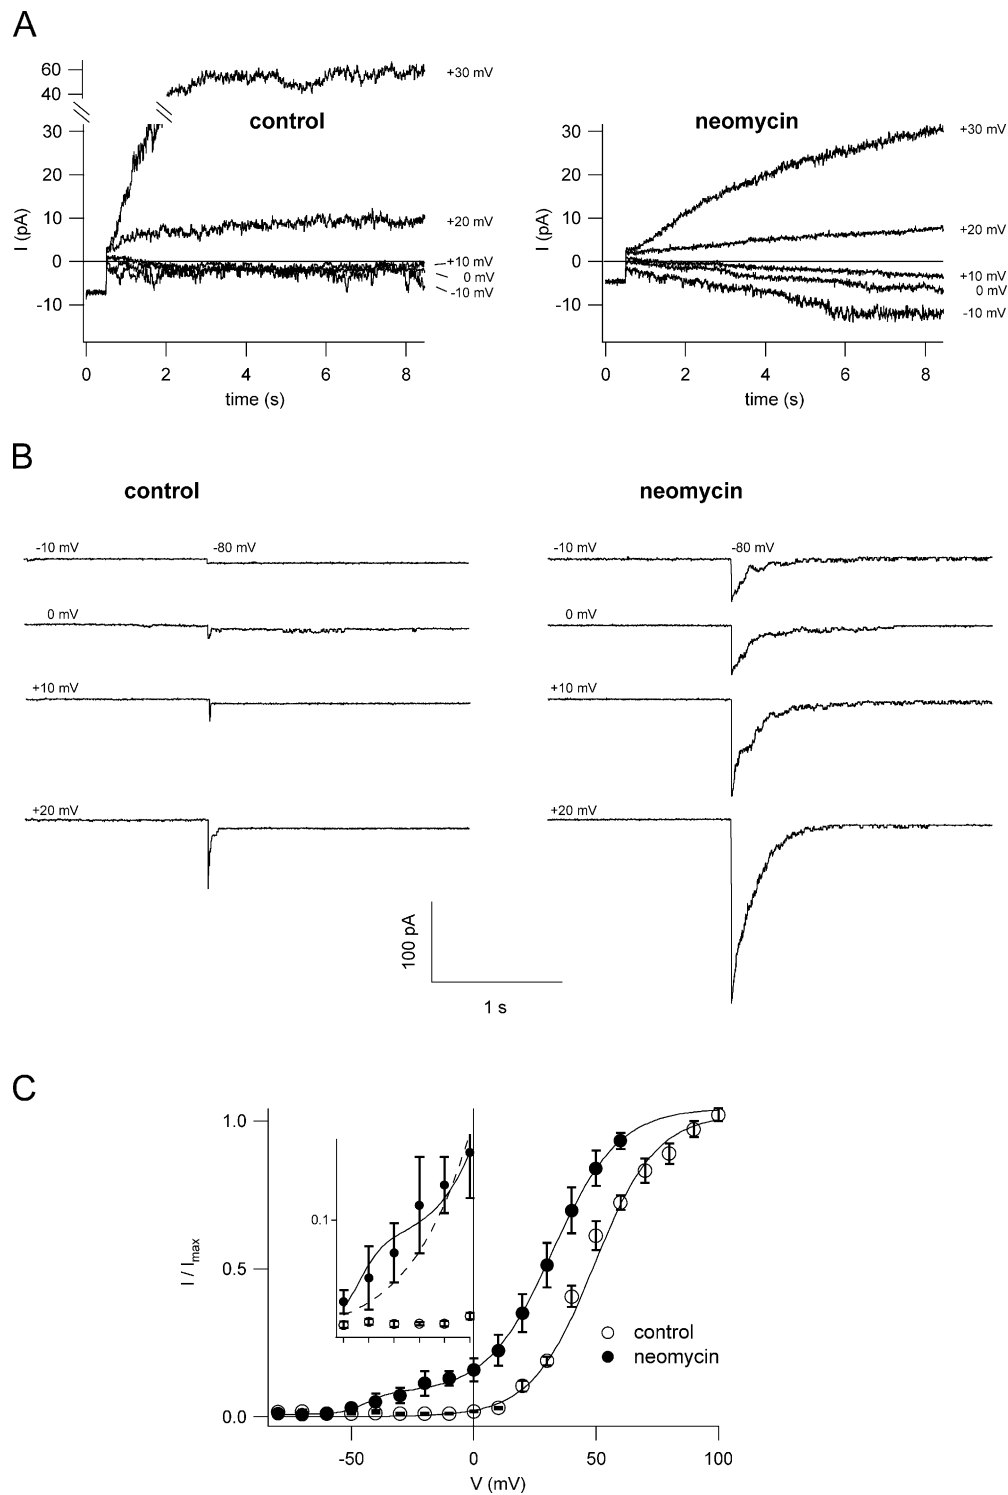 A
control
neomycin
60
40
30
20
10
0
-10
I (pA)
+30 mV
+20 mV
+10 mV
0 mV
-10 mV
0 2 4 6 8
time (s)
30
20
10
0
-10
I (pA)
+30 mV
+20 mV
+10 mV
0 mV
-10 mV
0 2 4 6 8
time (s)
B
control
neomycin
-10 mV -80 mV
-10 mV -80 mV
0 mV
0 mV
+10 mV
+10 mV
+20 mV
+20 mV
100 pA
1 s
C
1.0
0.5
0.0
I / Imax
0.1
control
neomycin
-50 0 50 100
V (mV)